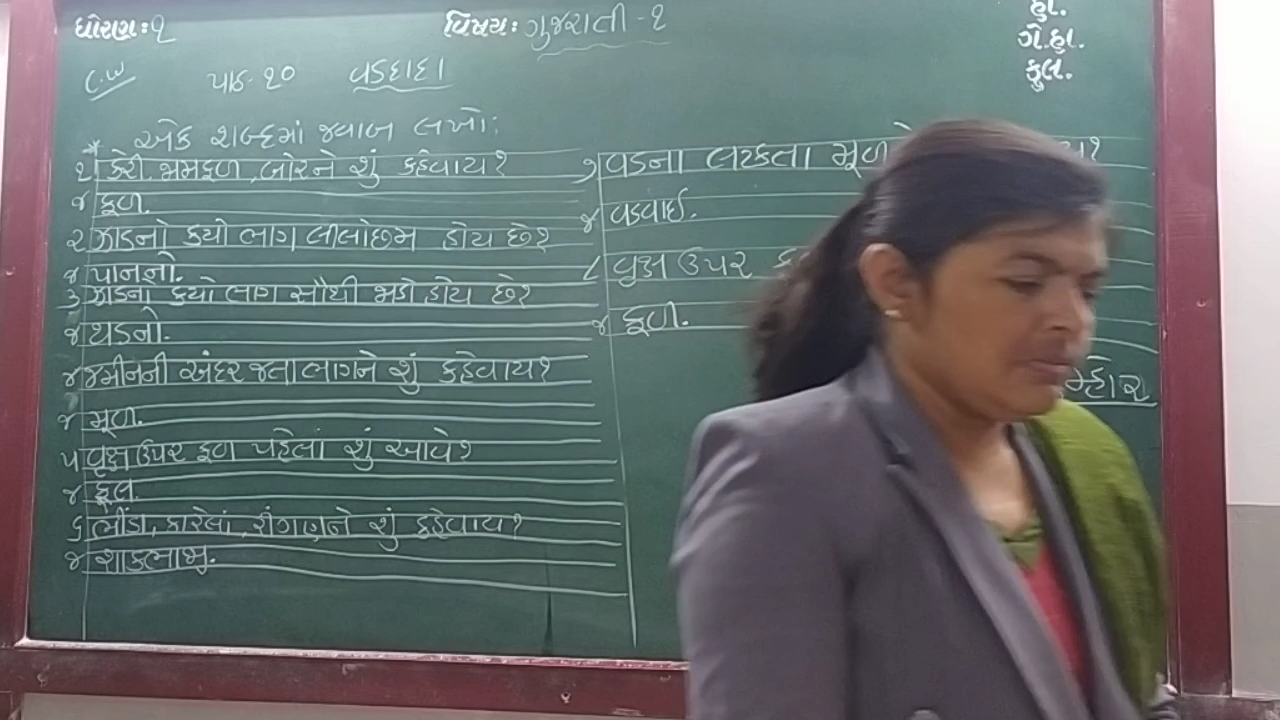 ધોરણ: ૧
વિષય: ગુજરાતી - ૧
હા.
ગે.હા.
કુલ.
C.W
પાઠ- ૧૦ વડદાદા
* એક શબ્દમાં જવાબ લખો:
૧ કેરી, જામફળ, બોરને શું કહેવાય?
જ ફળ.
૨ ઝાડનો કયો ભાગ લીલોછમ હોય છે?
જ પાનનો.
૩ ઝાડનો કયો ભાગ સૌથી જાડો હોય છે?
જ થડનો.
૪ જમીનની અંદર જતા ભાગને શું કહેવાય?
જ મૂળ.
૫ વૃક્ષ ઉપર ફળ પહેલાં શું આવે?
જ ફૂલ.
૬ ભીંડા, કારેલાં, રીંગણને શું કહેવાય?
જ શાકભાજી.
૭ વડના લટકતા
જ વડવાઈ.
૮ વૃક્ષ ઉપર
જ ફળ.